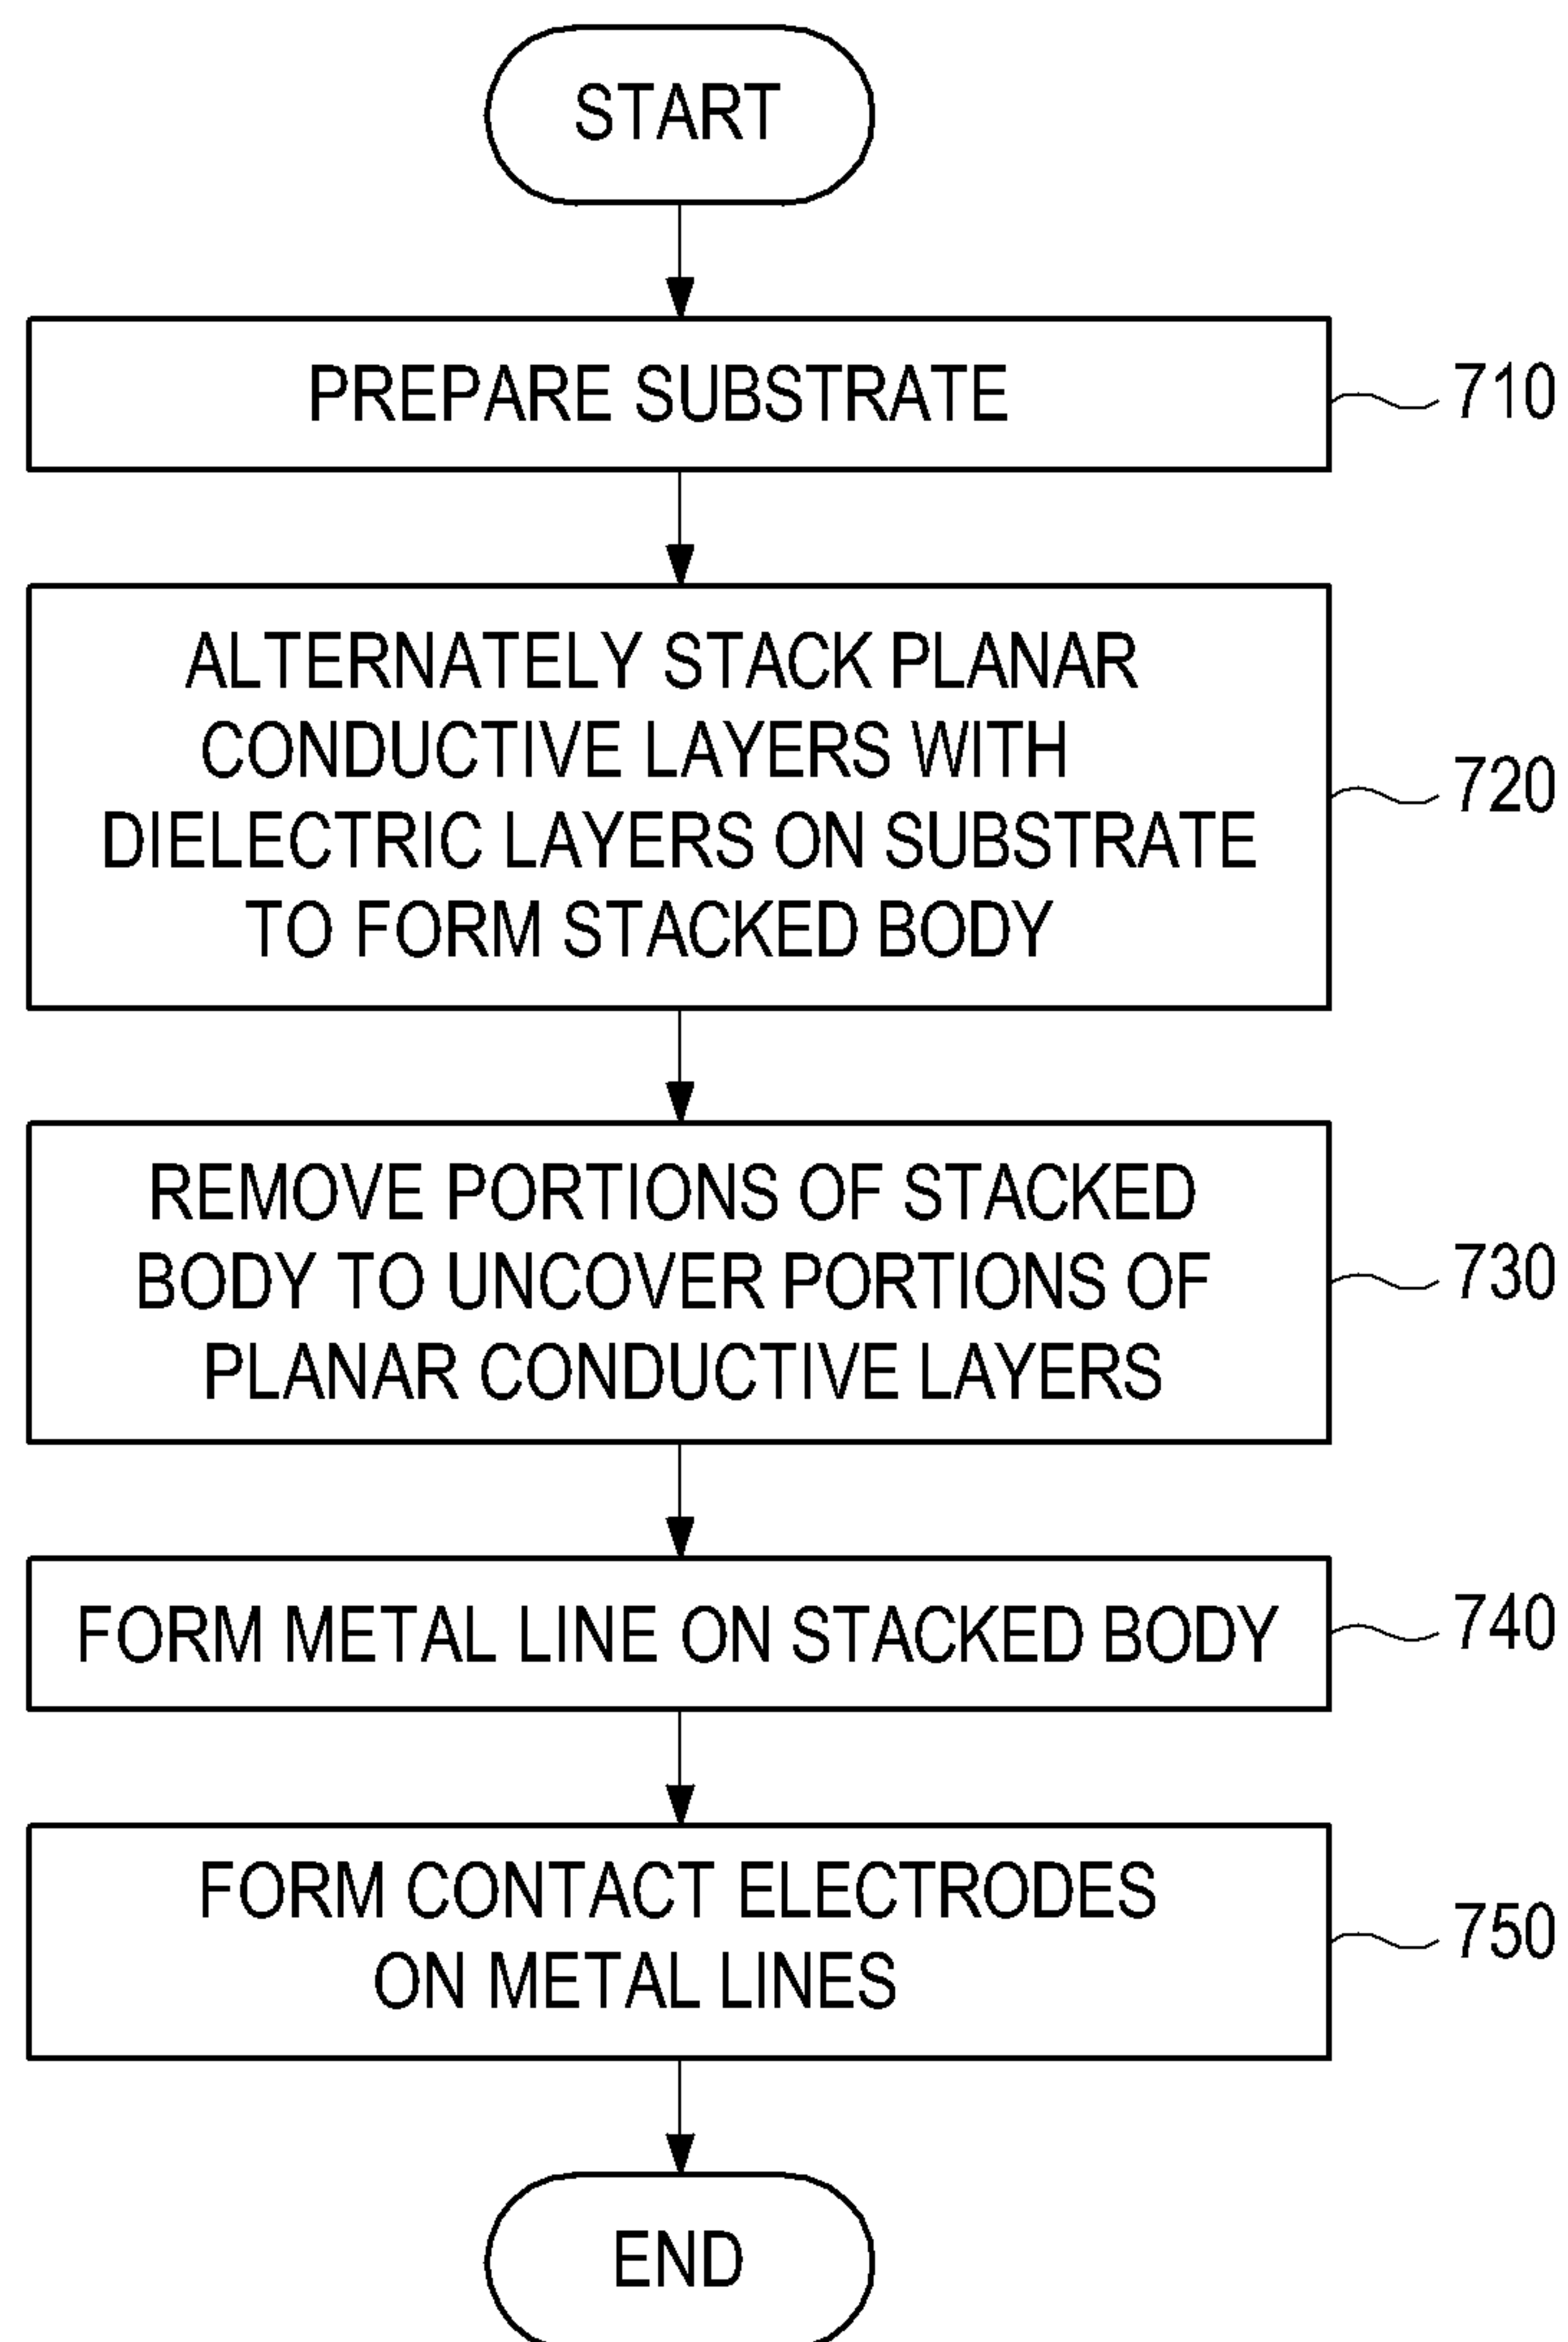 START
PREPARE SUBSTRATE
710
ALTERNATELY STACK PLANAR
CONDUCTIVE LAYERS WITH
DIELECTRIC LAYERS ON SUBSTRATE
TO FORM STACKED BODY
720
REMOVE PORTIONS OF STACKED
BODY TO UNCOVER PORTIONS OF
PLANAR CONDUCTIVE LAYERS
730
FORM METAL LINE ON STACKED BODY
740
FORM CONTACT ELECTRODES
ON METAL LINES
750
END